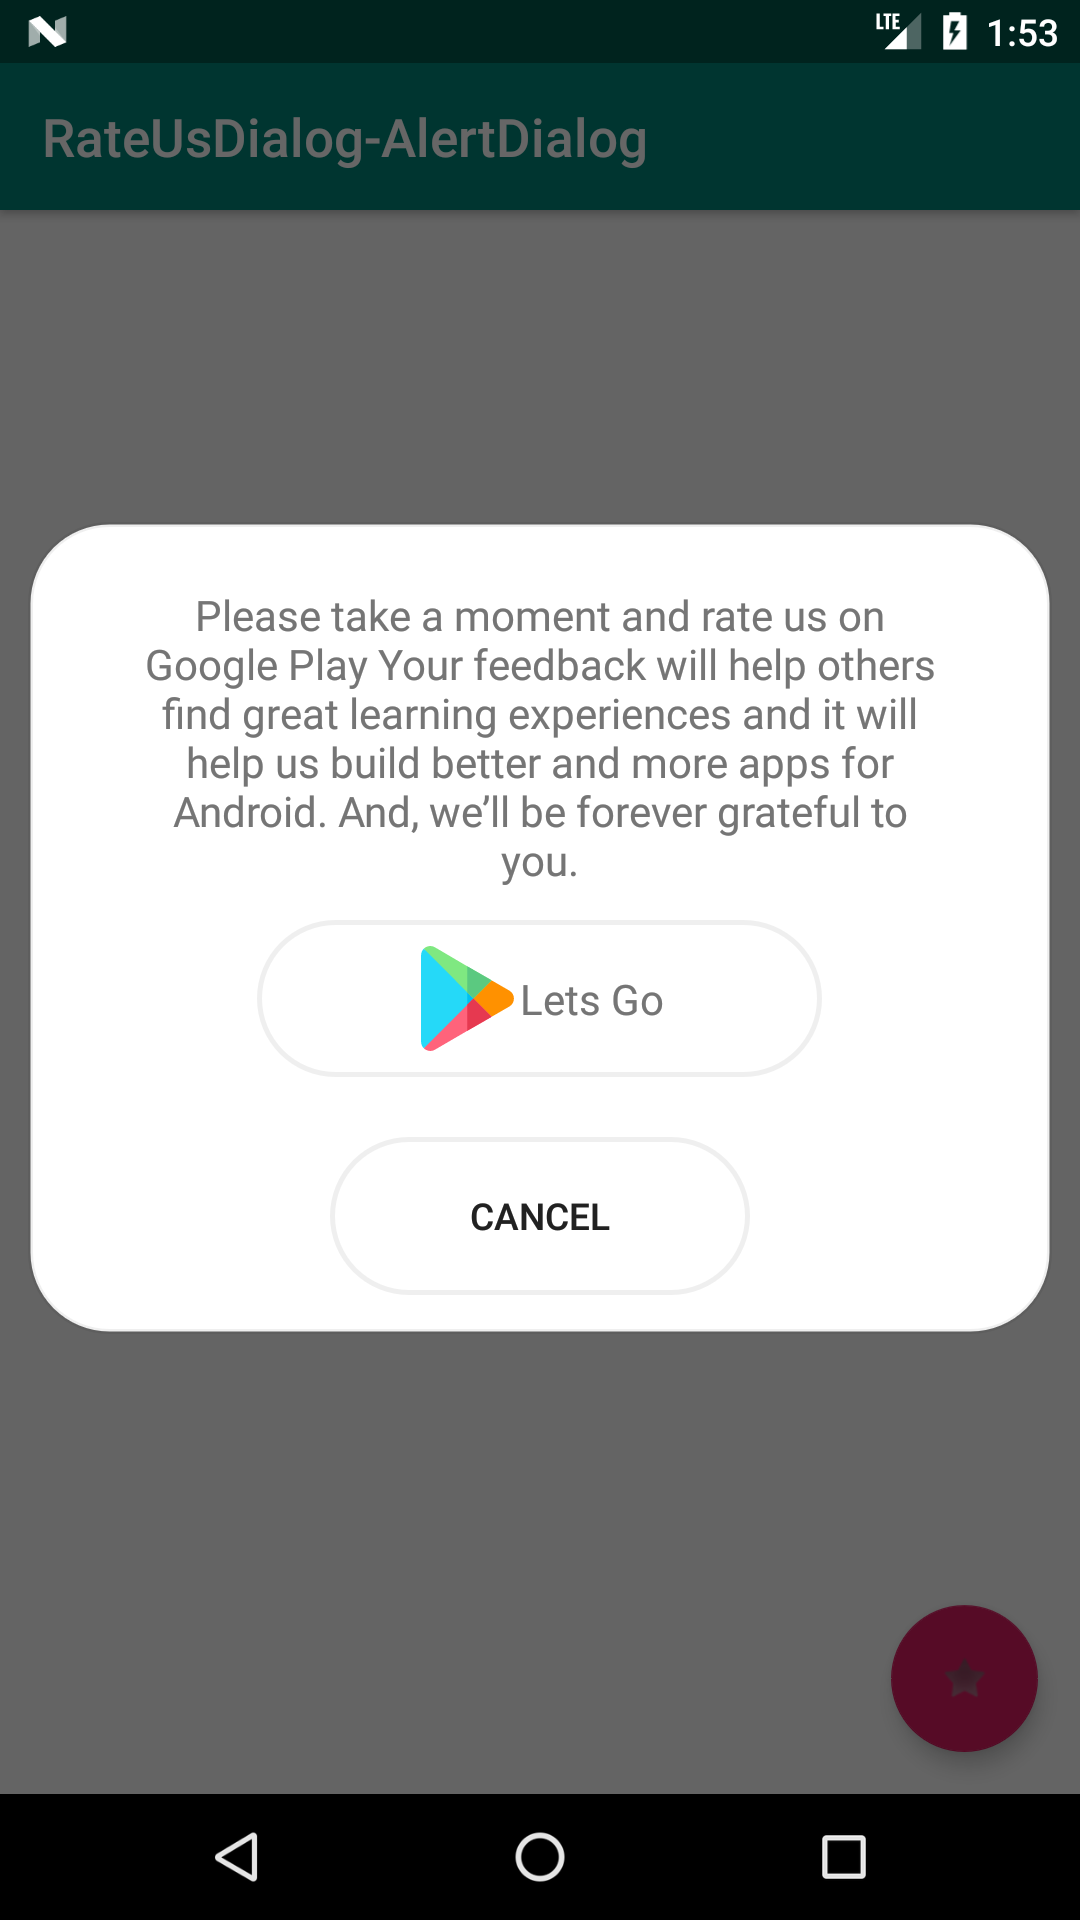 LTE 1:53
RateUsDialog-AlertDialog
Please take a moment and rate us on
Google Play Your feedback will help others
find great learning experiences and it will
help us build better and more apps for
Android. And, we’ll be forever grateful to
you.
Lets Go
CANCEL